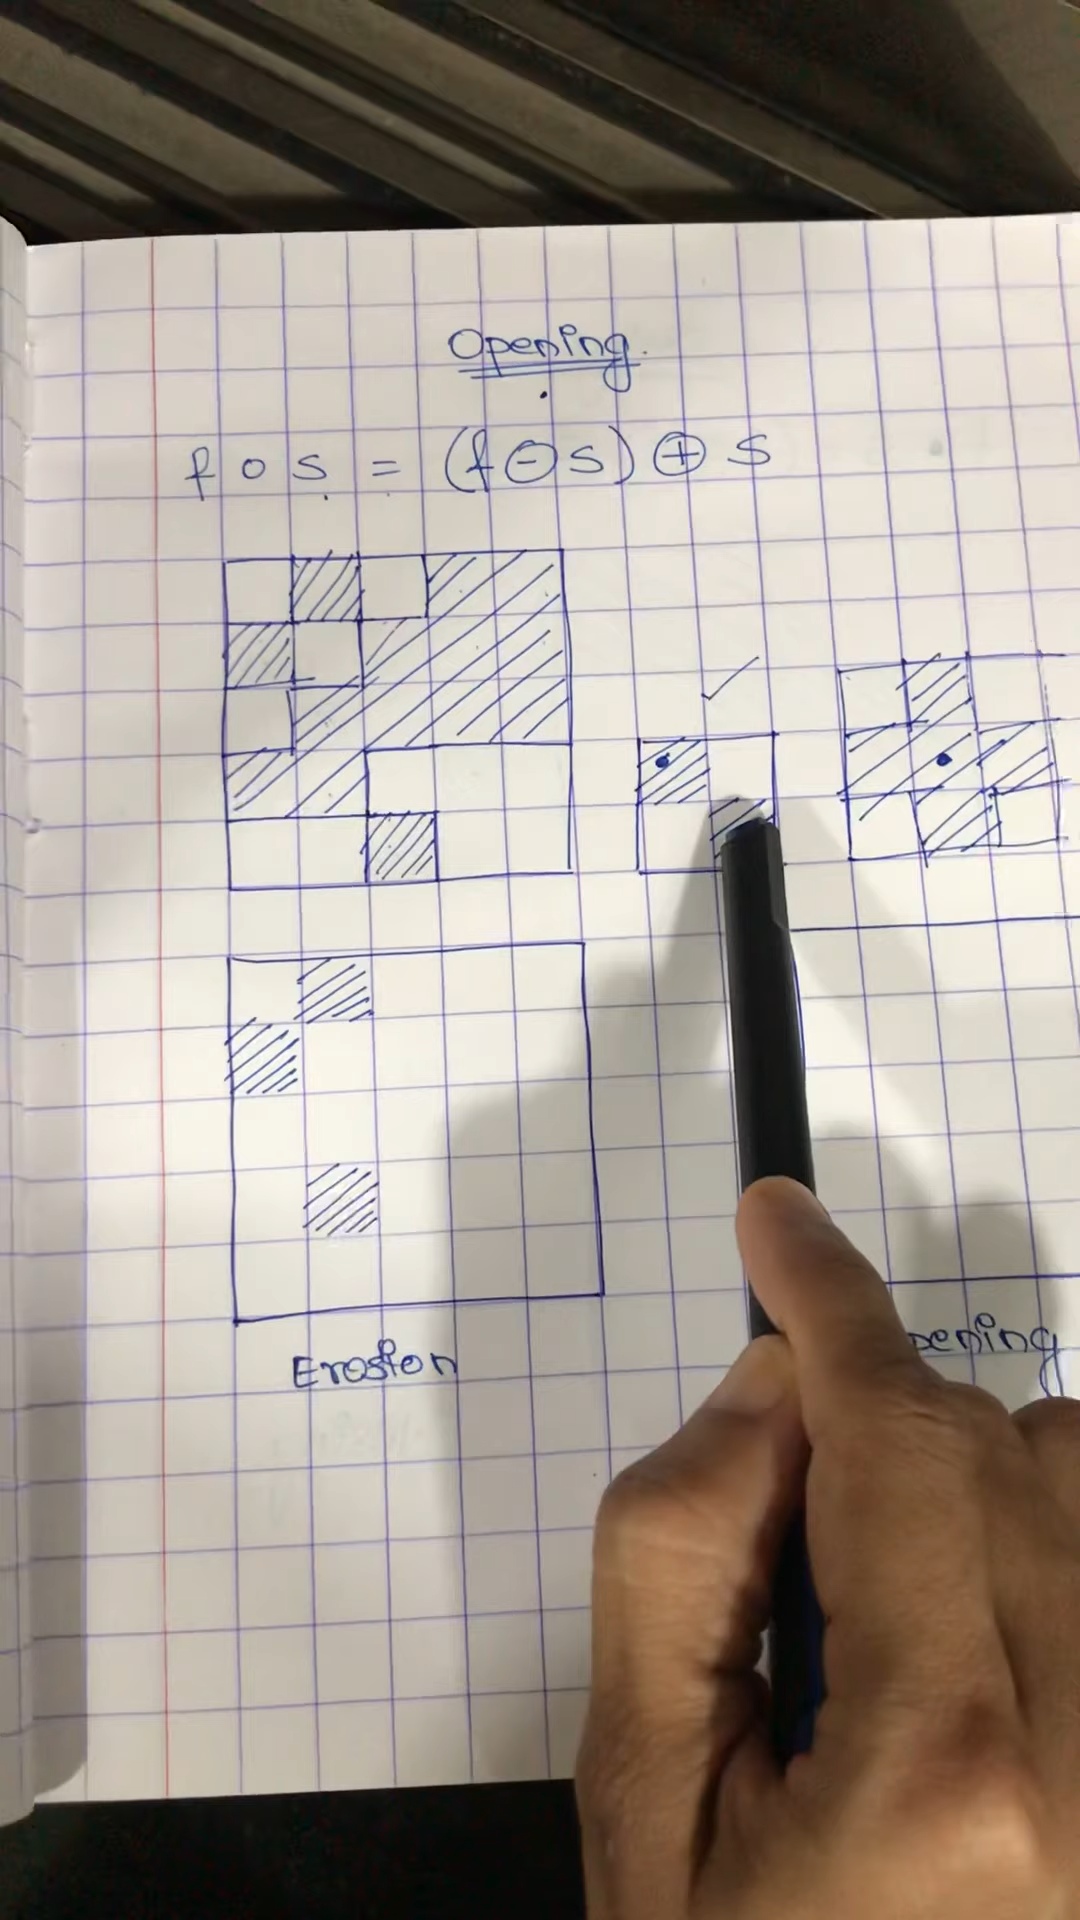 Opening.
f o s = (f⊖s) ⊕ s
Erosion